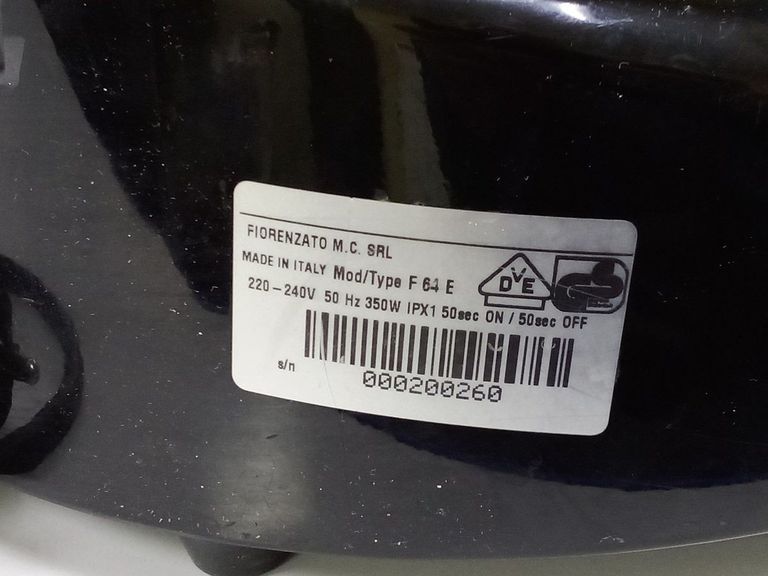 FIORENZATO M.C. SRL
MADE IN ITALY Mod/Type F 64 E
DVE
220-240V 50 Hz 350W IPX1 50sec ON / 50sec OFF
s/n
000200260